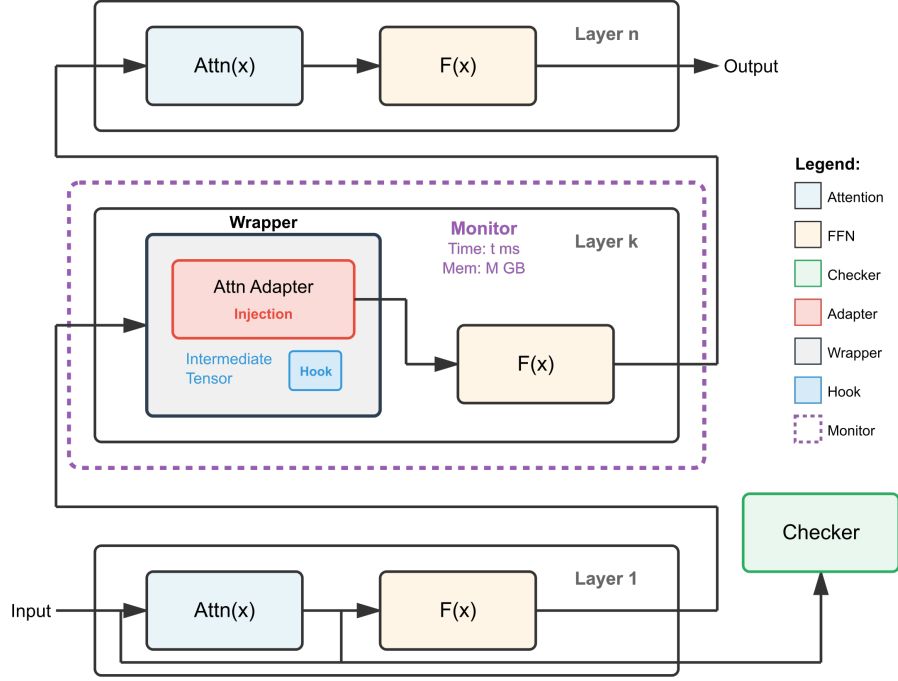 Layer n
Attn(x)
F(x)
Output
Wrapper
Monitor
Time: t ms
Mem: M GB
Layer k
Attn Adapter
Injection
Intermediate
Tensor
Hook
F(x)
Legend:
Attention
FFN
Checker
Adapter
Wrapper
Hook
Monitor
Checker
Layer 1
Input
Attn(x)
F(x)